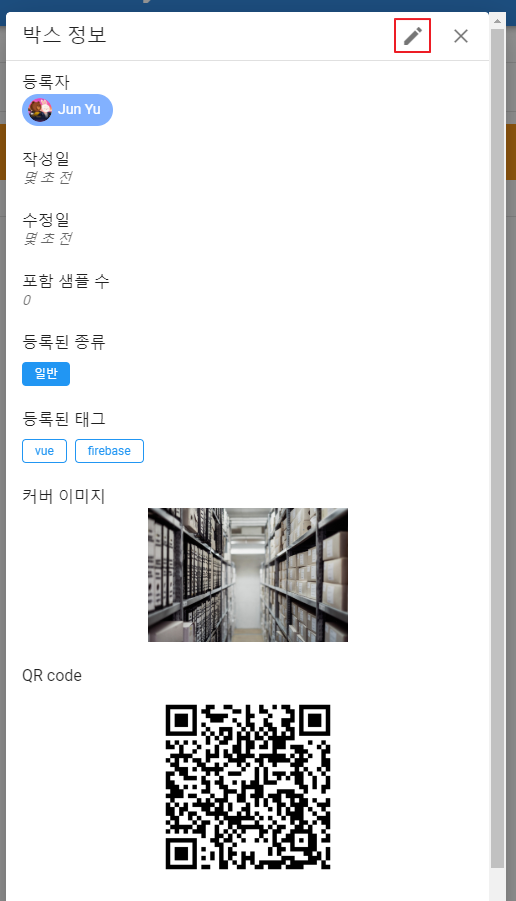 박스 정보
등록자
Jun Yu
작성일
몇 초 전
수정일
몇 초 전
포함 샘플 수
0
등록된 종류
일반
등록된 태그
vue firebase
커버 이미지
QR code